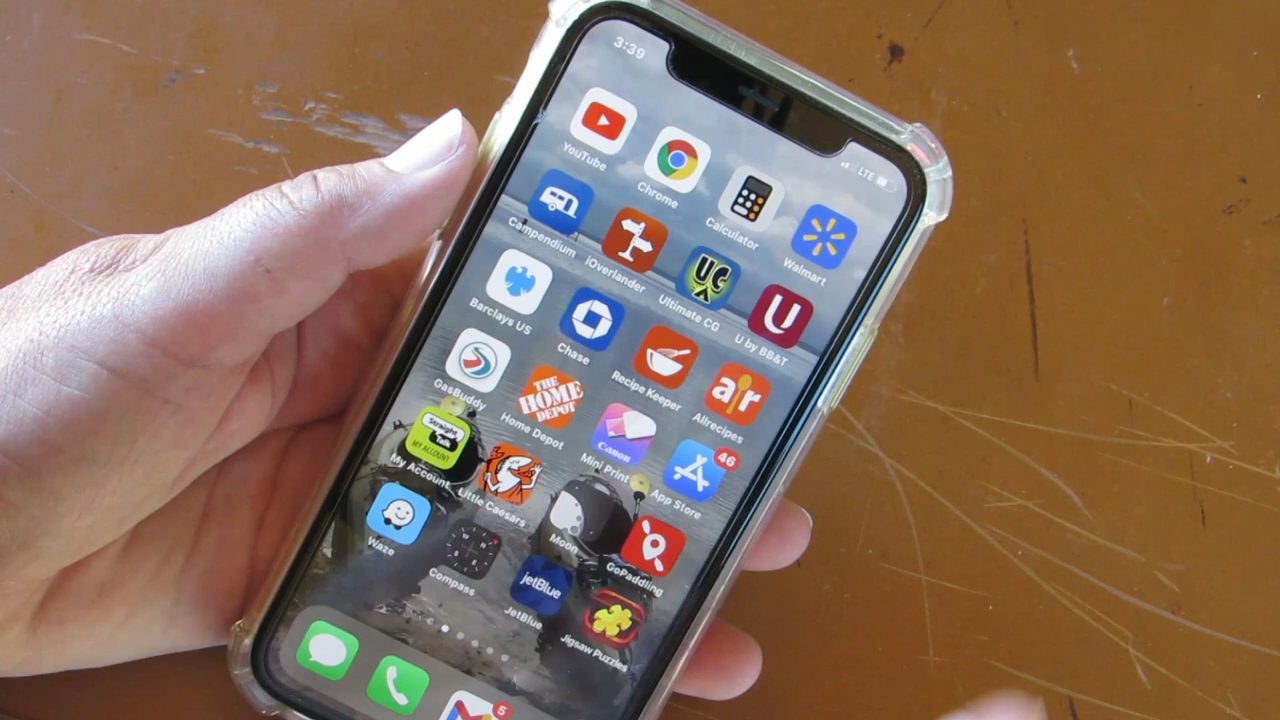 3:39
LTE
YouTube
Chrome
Calculator
Walmart
Campendium
iOverlander
UC
Ultimate CG
U
U by BB&T
Barclays US
Chase
Recipe Keeper
allr
Allrecipes
GasBuddy
THE
HOME
DEPOT
Home Depot
Canon
Mini Print
46
App Store
Straight
Talk
MY ACCOUNT
My Account
Little Caesars
Moon
GoPaddling
Waze
N
W
E
S
Compass
jetBlue
JetBlue
Jigsaw Puzzles
5